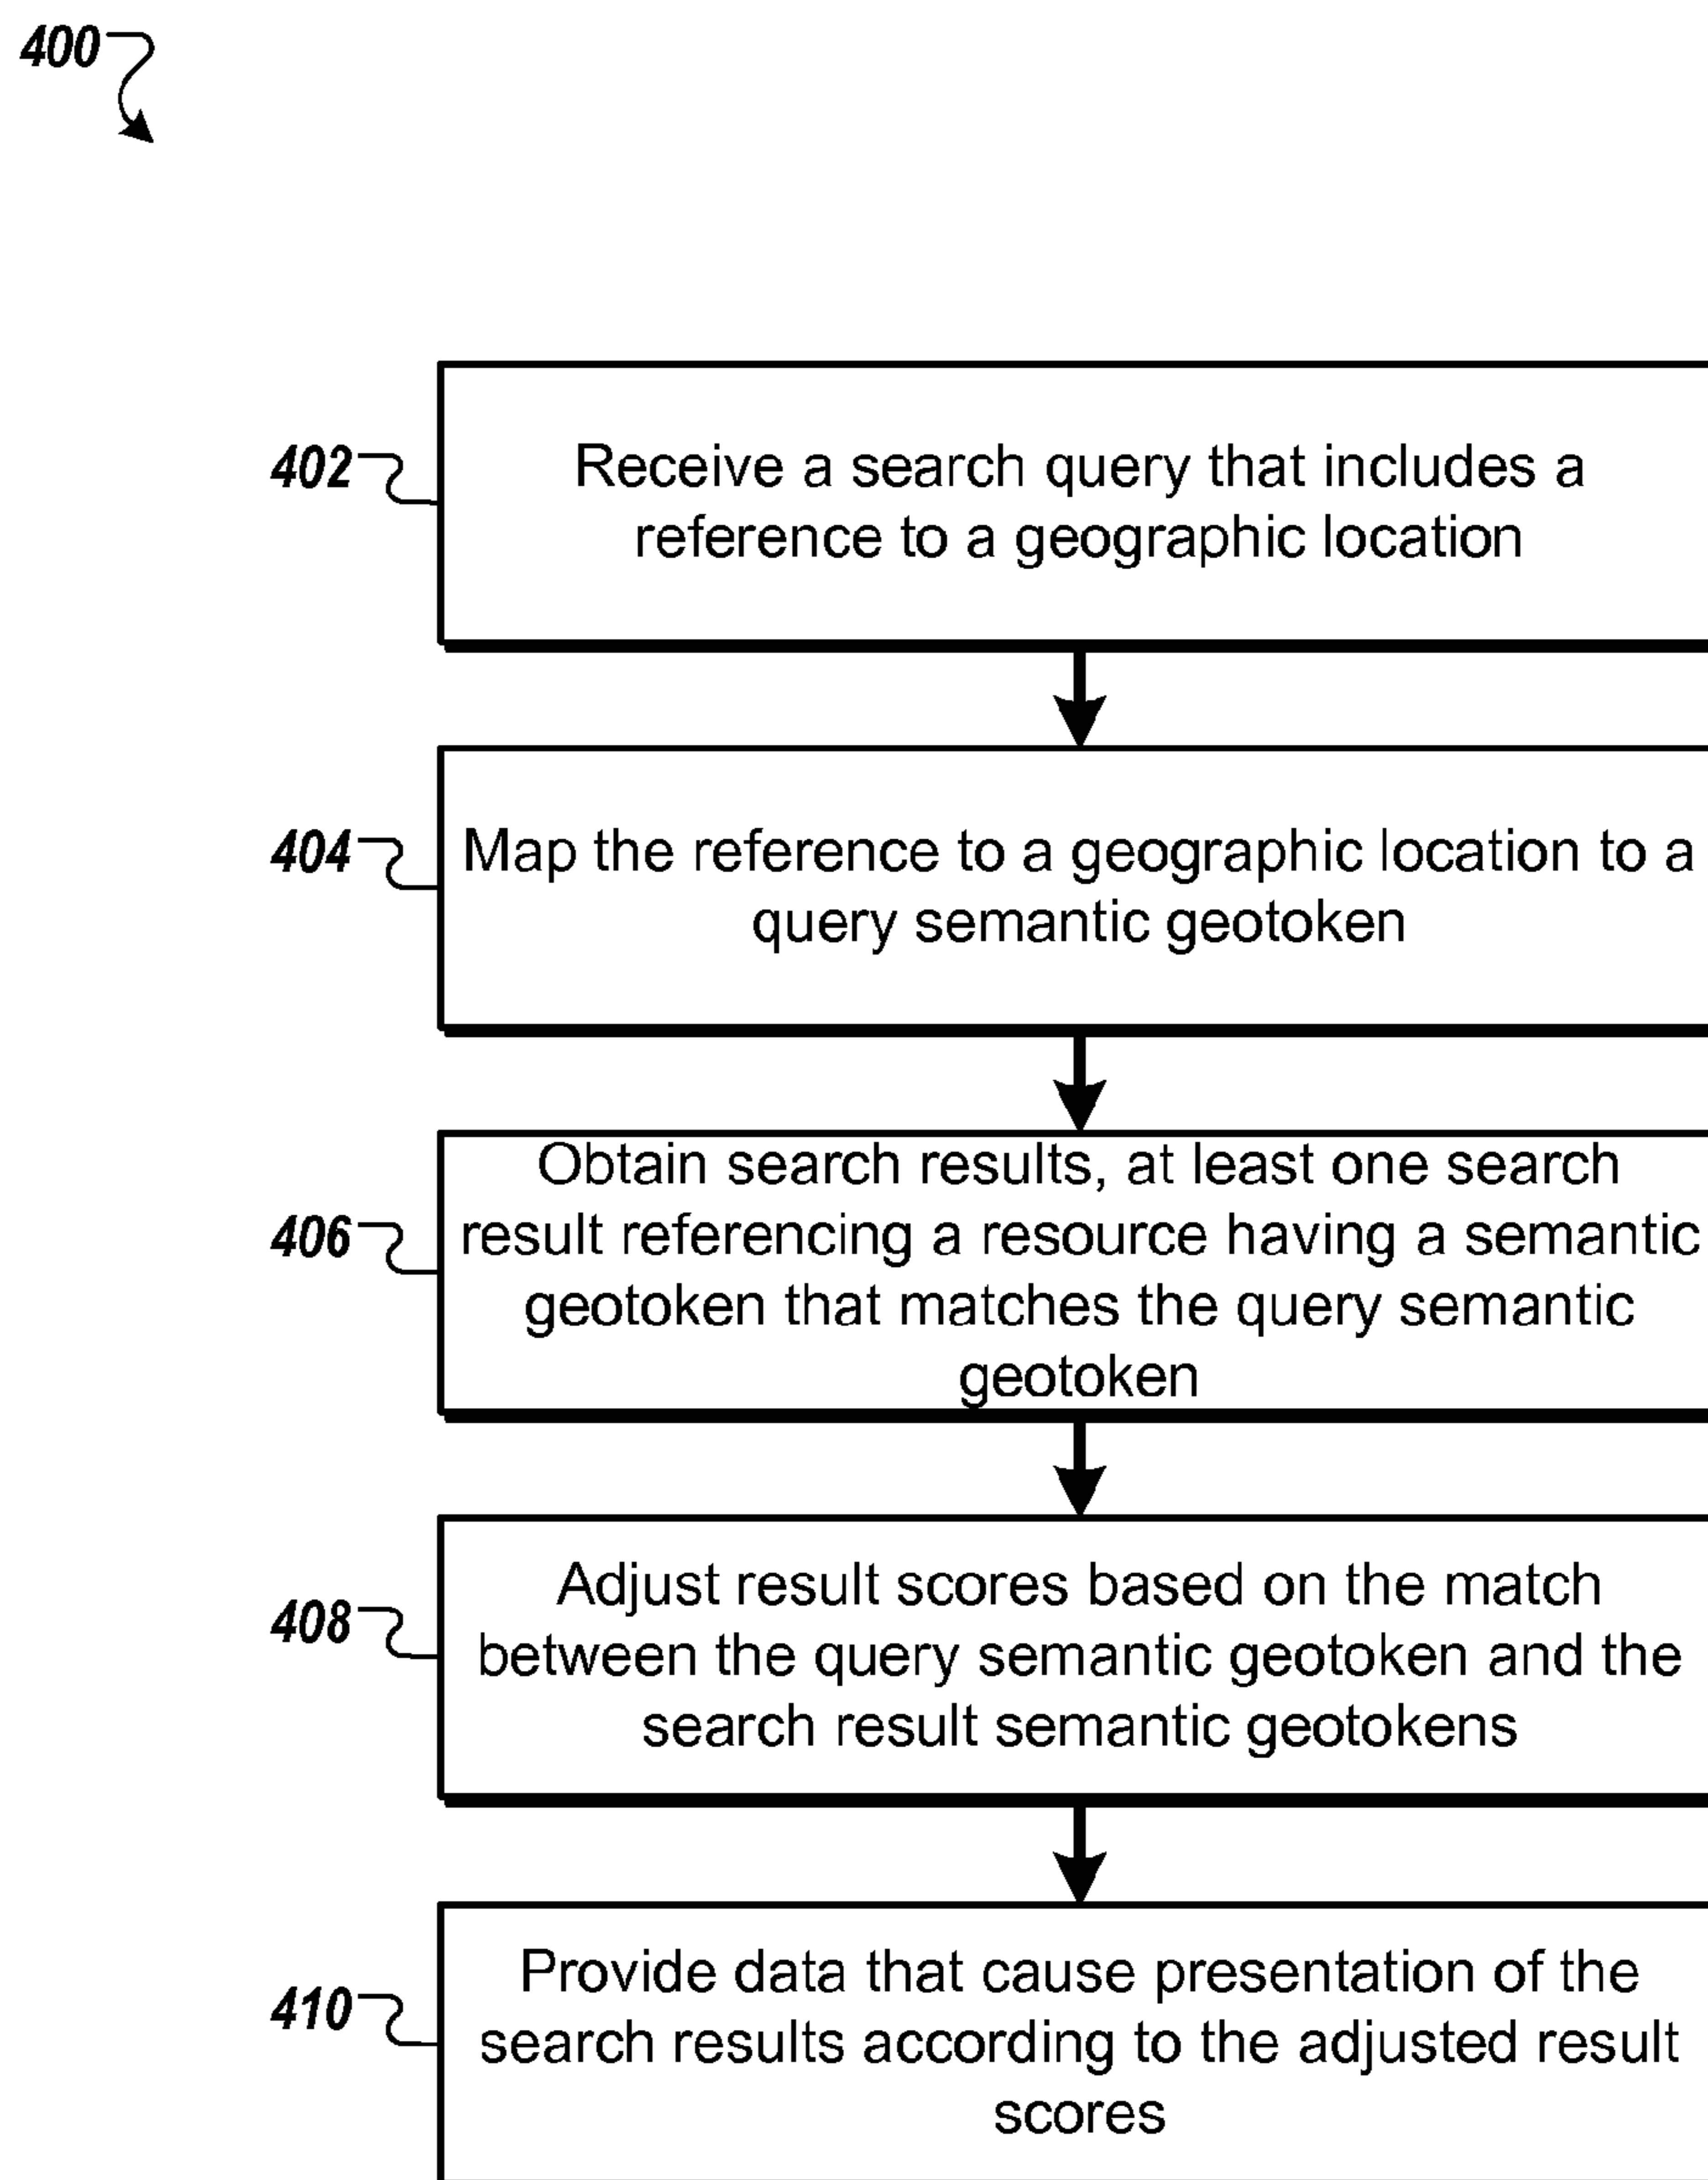 400
402
Receive a search query that includes a
reference to a geographic location
404
Map the reference to a geographic location to a
query semantic geotoken
406
Obtain search results, at least one search
result referencing a resource having a semantic
geotoken that matches the query semantic
geotoken
408
Adjust result scores based on the match
between the query semantic geotoken and the
search result semantic geotokens
410
Provide data that cause presentation of the
search results according to the adjusted result
scores